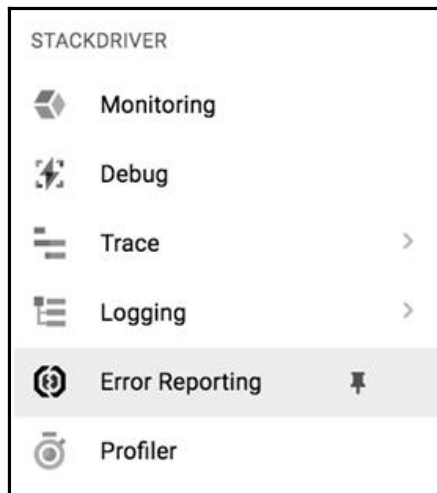 STACKDRIVER
Monitoring
Debug
Trace
Logging
Error Reporting
Profiler